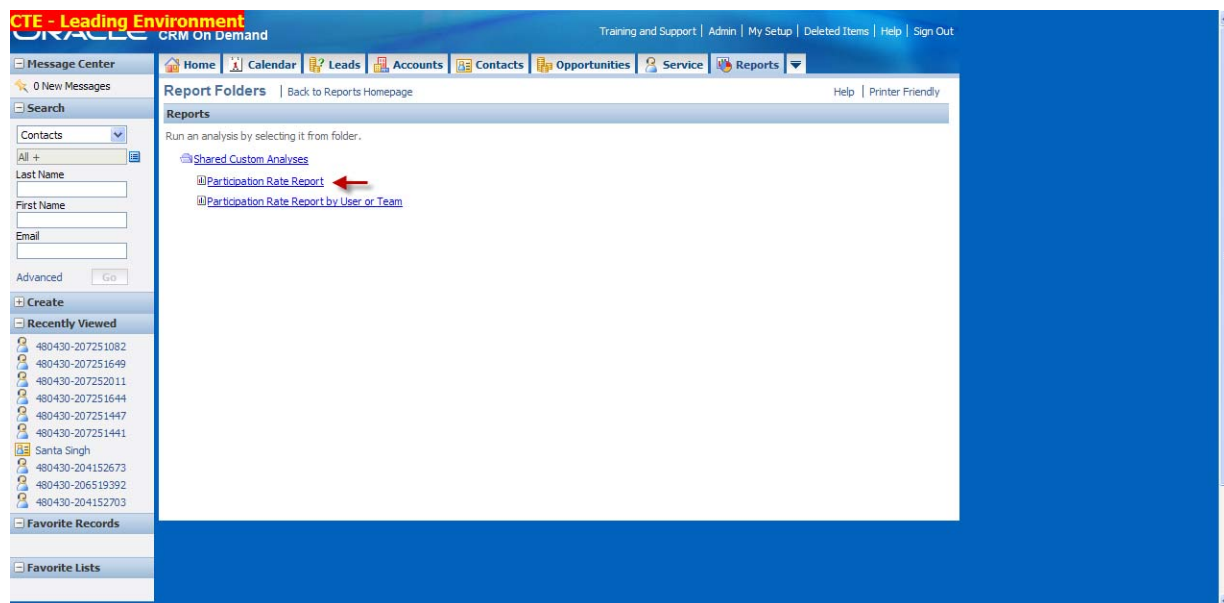 CTE - Leading Environment
ORACLE
CRM On Demand
Training and Support | Admin | My Setup | Deleted Items | Help | Sign Out
Message Center
0 New Messages
Search
Contacts
All +
Last Name
First Name
Email
Advanced
Go
Create
Recently Viewed
480430-207251082
480430-207251649
480430-207252011
480430-207251644
480430-207251447
480430-207251441
Santa Singh
480430-204152673
480430-206519392
480430-204152703
Favorite Records
Favorite Lists
Home Calendar Leads Accounts Contacts Opportunities Service Reports
Report Folders | Back to Reports Homepage
Help | Printer Friendly
Reports
Run an analysis by selecting it from folder.
Shared Custom Analyses
Participation Rate Report
Participation Rate Report by User or Team